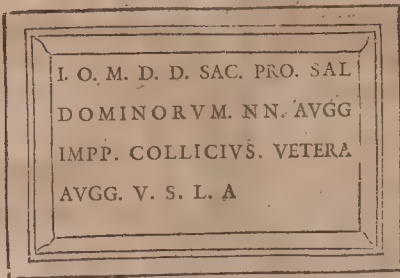 I. O. M. D. D. SAC. PRO. SAL
DOMINORVM. NN. AVGG
IMPP. COLLICIVS. VETERA
AVGG. V. S. L. A